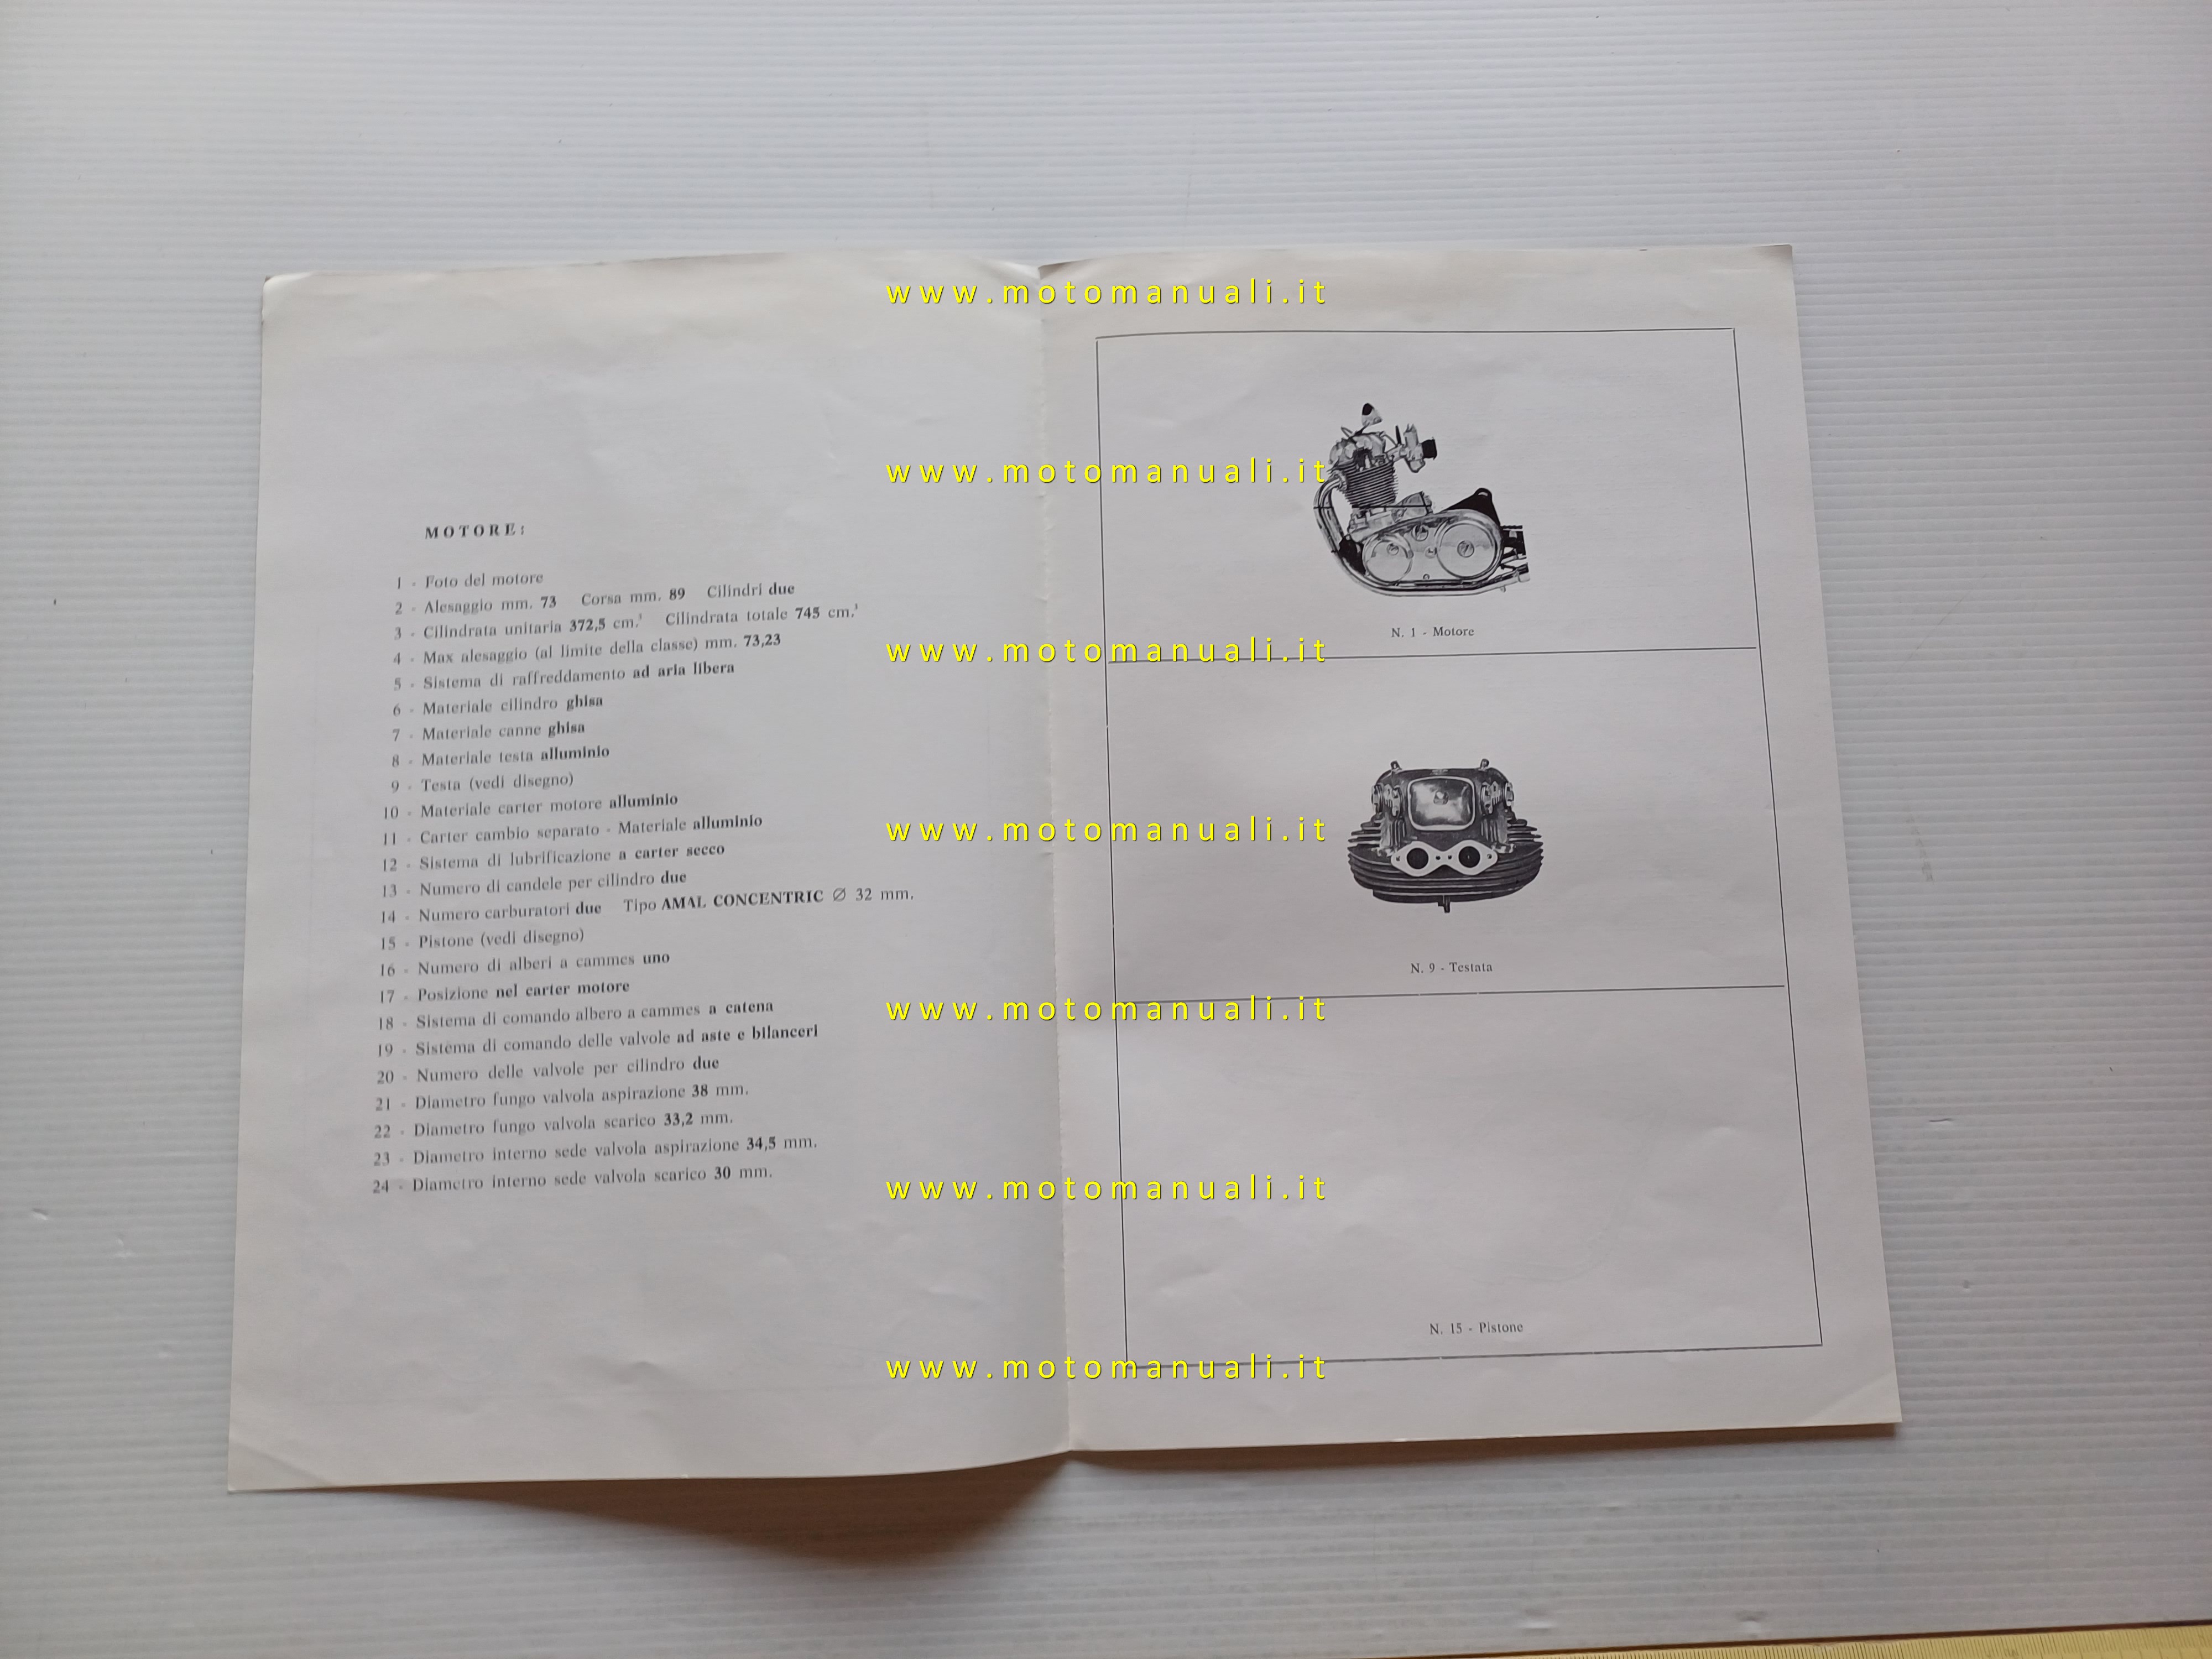 MOTORE:
1 - Foto del motore
2 - Alesaggio mm. 73 Corsa mm. 89 Cilindri due
3 - Cilindrata unitaria 372,5 cm.³ Cilindrata totale 745 cm.³
4 - Max alesaggio (al limite della classe) mm. 73,23
5 - Sistema di raffreddamento ad aria libera
6 - Materiale cilindro ghisa
7 - Materiale canne ghisa
8 - Materiale testa alluminio
9 - Testa (vedi disegno)
10 - Materiale carter motore alluminio
11 - Carter cambio separato - Materiale alluminio
12 - Sistema di lubrificazione a carter secco
13 - Numero di candele per cilindro due
14 - Numero carburatori due Tipo AMAL CONCENTRIC ∅ 32 mm.
15 - Pistone (vedi disegno)
16 - Numero di alberi a cammes uno
17 - Posizione nel carter motore
18 - Sistema di comando albero a cammes a catena
19 - Sistema di comando delle valvole ad aste e bilanceri
20 - Numero delle valvole per cilindro due
21 - Diametro fungo valvola aspirazione 38 mm.
22 - Diametro fungo valvola scarico 33,2 mm.
23 - Diametro interno sede valvola aspirazione 34,5 mm.
24 - Diametro interno sede valvola scarico 30 mm.
N. 1 - Motore
N. 9 - Testata
N. 15 - Pistone
www.motomanuali.it
www.motomanuali.it
www.motomanuali.it
www.motomanuali.it
www.motomanuali.it
www.motomanuali.it
www.motomanuali.it